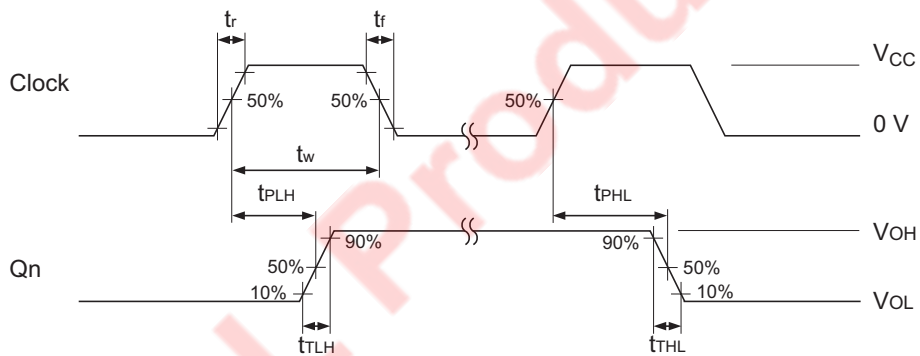 tr
tf
VCC
Clock
50%
50%
50%
0 V
tw
tPLH
tPHL
90%
90%
VOH
Qn
50%
50%
10%
10%
VOL
tTLH
tTHL